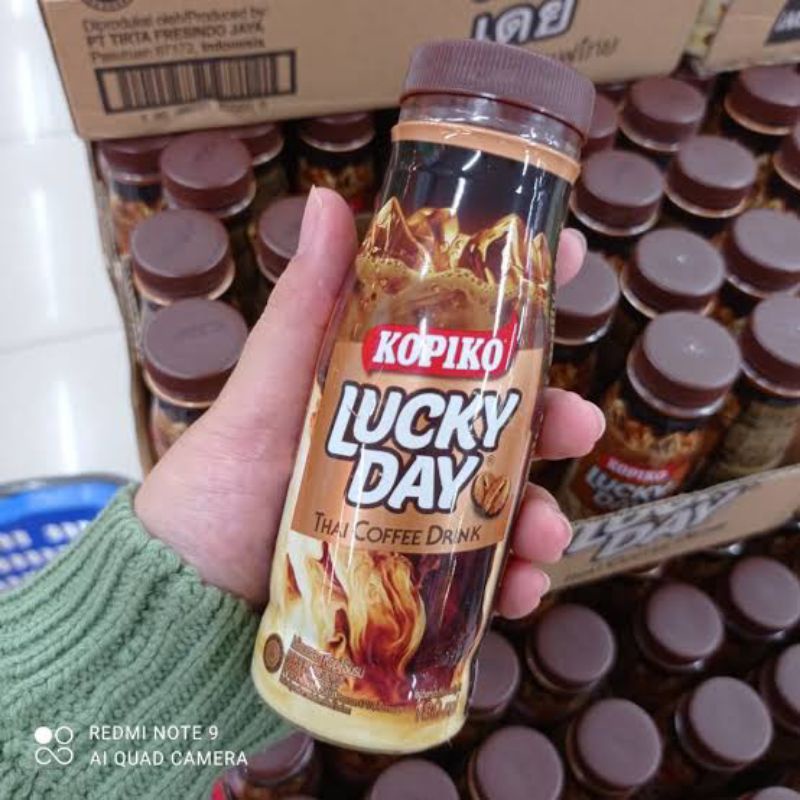 Diproduksi oleh/Produced by
PT TIRTA FRESINDO JAYA
Pasuruan 67172, Indonesia
เดย์
KOPIKO
LUCKY
DAY
THAI COFFEE DRINK
KOPIKO
LUCKY
LUCKY
DAY
REDMI NOTE 9
AI QUAD CAMERA